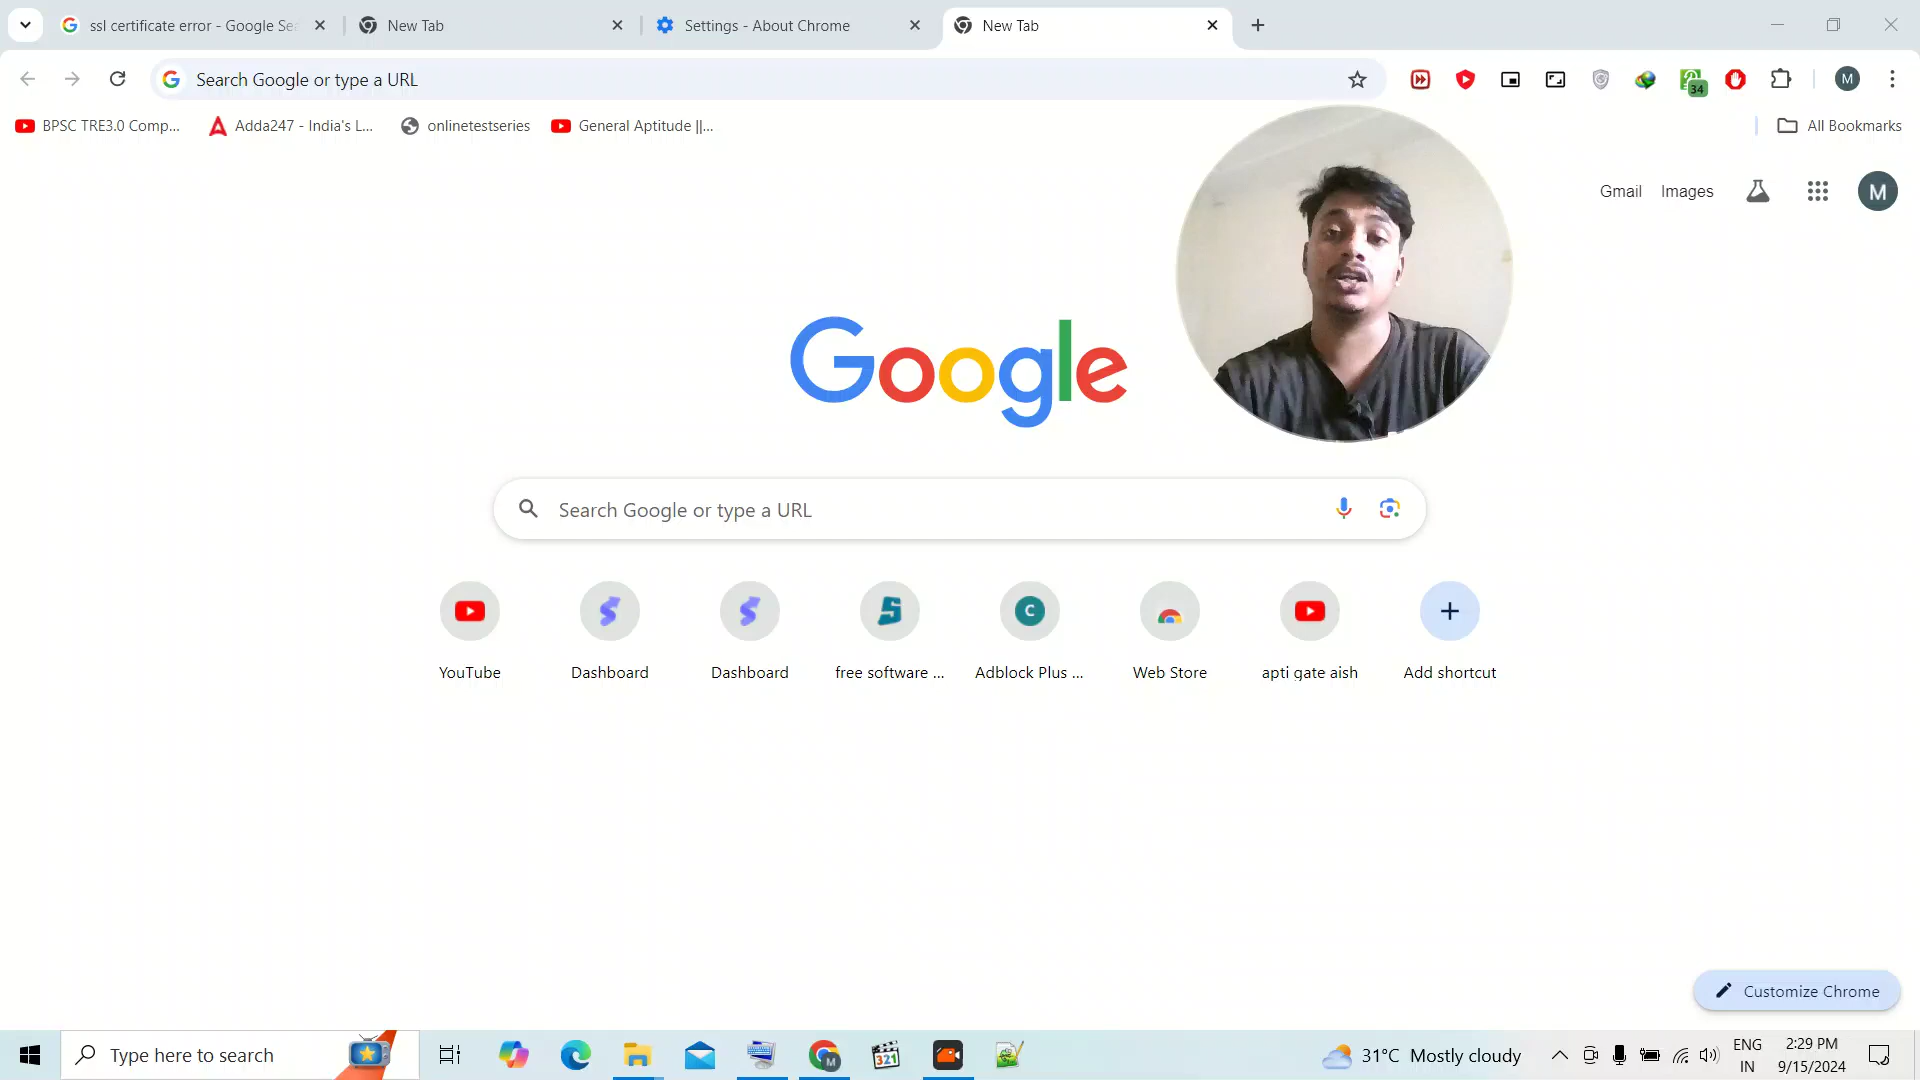 ssl certificate error - Google Sea
New Tab
Settings - About Chrome
New Tab
Search Google or type a URL
34
M
BPSC TRE3.0 Comp...
Adda247 - India's L...
onlinetestseries
General Aptitude ||...
All Bookmarks
Gmail
Images
M
Google
Search Google or type a URL
C
YouTube
Dashboard
Dashboard
free software ...
Adblock Plus ...
Web Store
apti gate aish
Add shortcut
Customize Chrome
Type here to search
M
321
31°C Mostly cloudy
ENG
IN
2:29 PM
9/15/2024